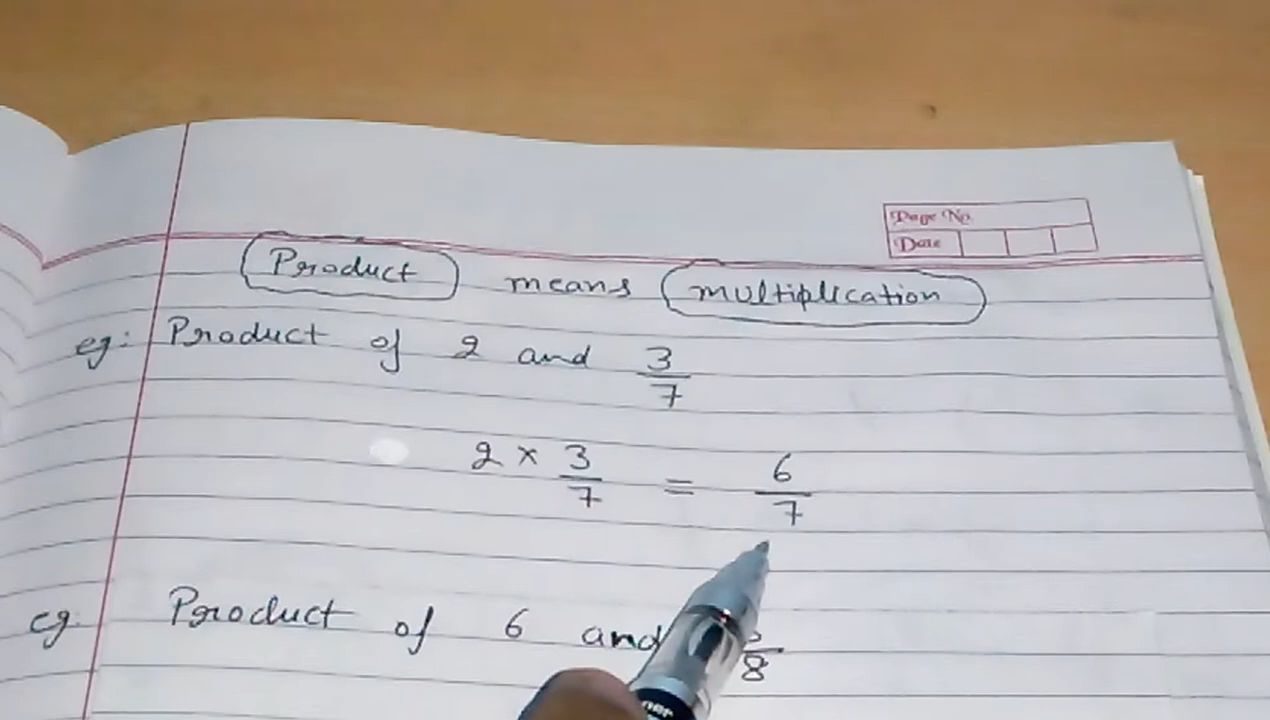 Page No.
Date
Product means multiplication
eg: Product of 2 and 3/7
2 × 3/7 = 6/7
eg. Product of 6 and /8